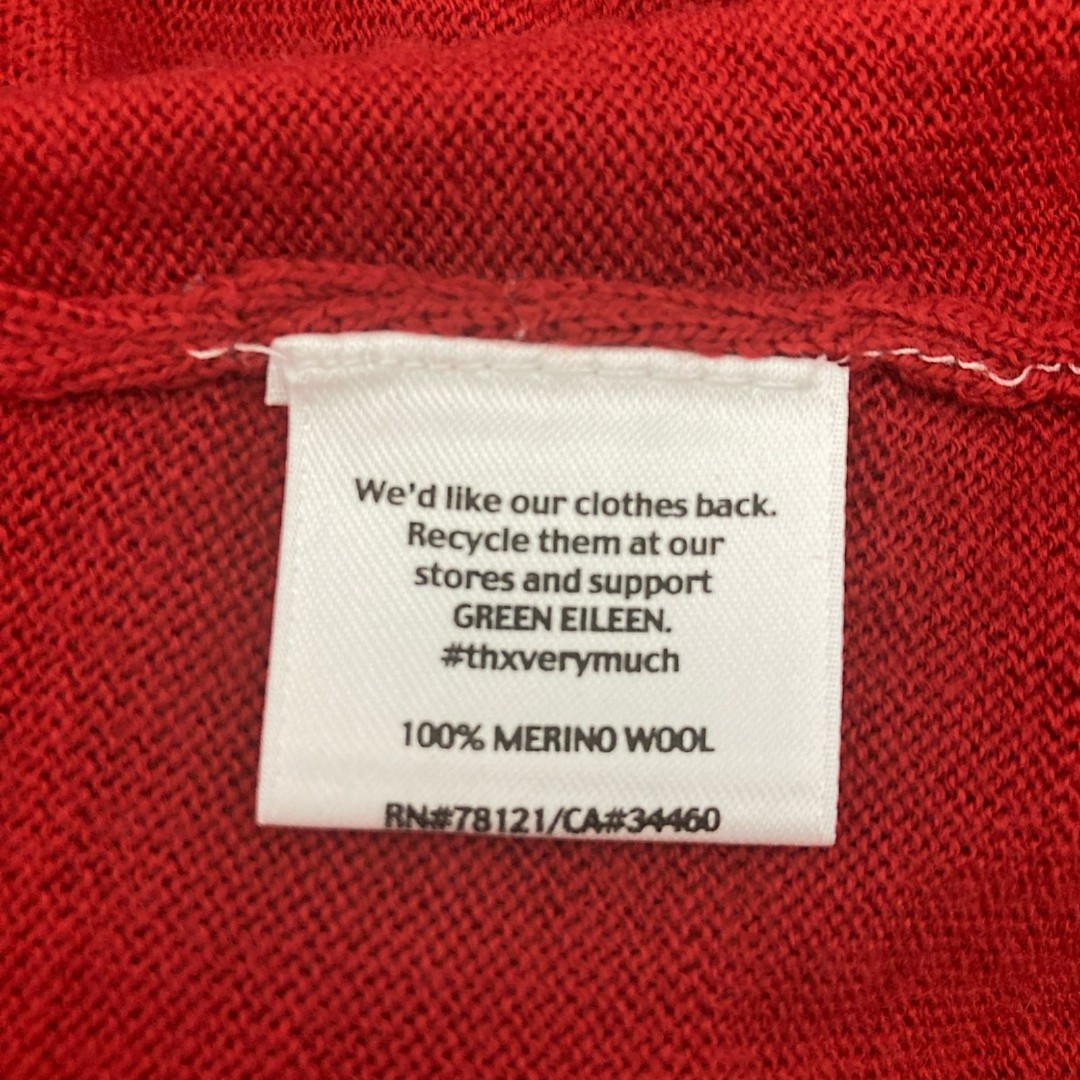 We'd like our clothes back.
Recycle them at our
stores and support
GREEN EILEEN.
#thxverymuch
100% MERINO WOOL
RN#78121/CA#34460